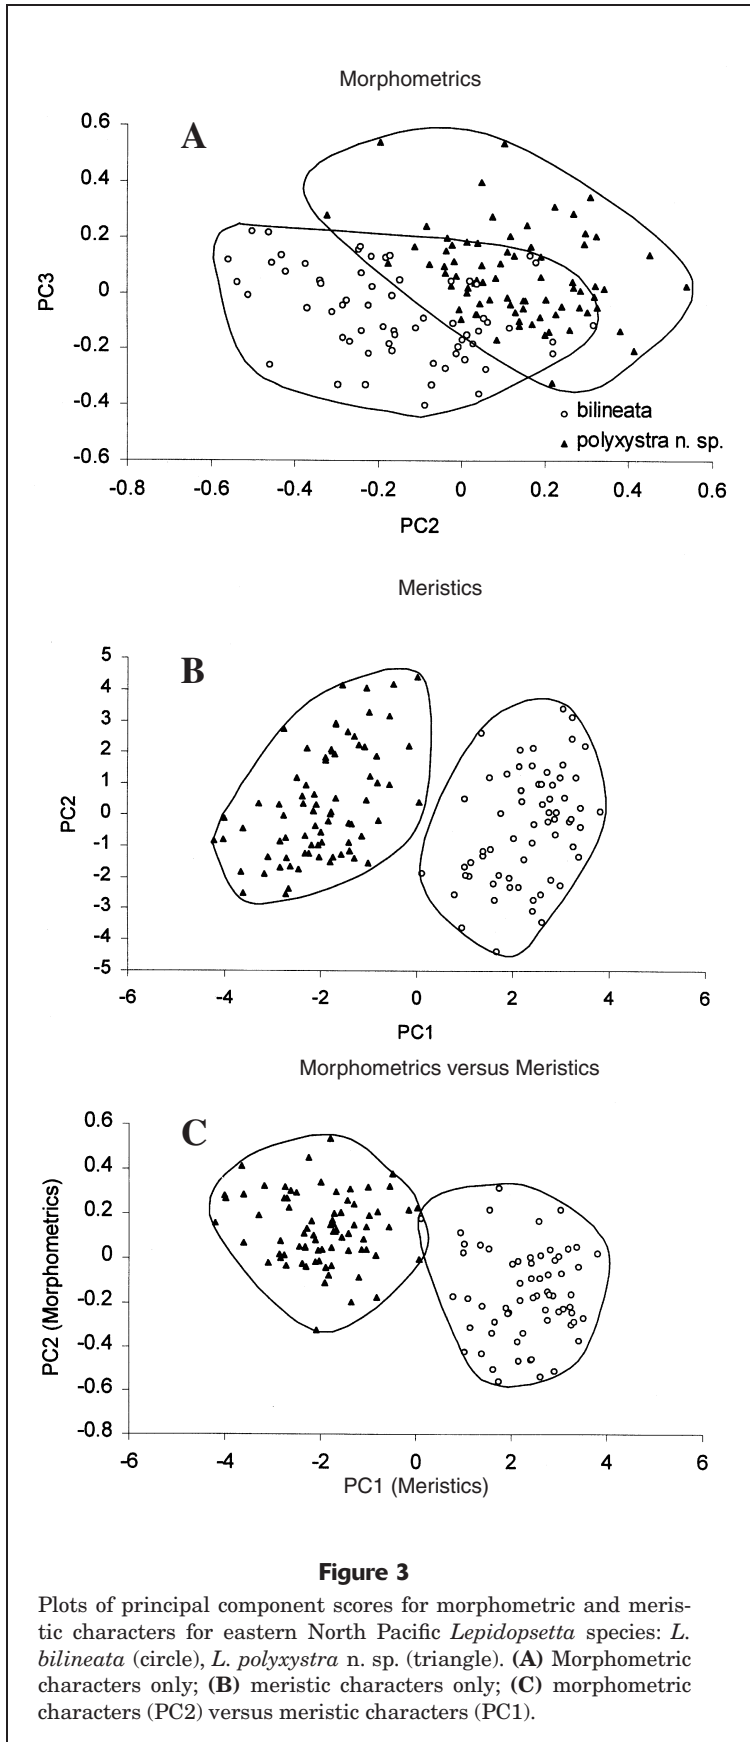 Morphometrics
A
0.6
0.4
0.2
0
-0.2
-0.4
-0.6
PC3
bilineata
polyxystra n. sp.
-0.8 -0.6 -0.4 -0.2 0 0.2 0.4 0.6
PC2
Meristics
B
5
4
3
2
1
0
-1
-2
-3
-4
-5
PC2
-6 -4 -2 0 2 4 6
PC1
Morphometrics versus Meristics
C
0.6
0.4
0.2
0
-0.2
-0.4
-0.6
-0.8
PC2 (Morphometrics)
-6 -4 -2 0 2 4 6
PC1 (Meristics)
Figure 3
Plots of principal component scores for morphometric and meris-
tic characters for eastern North Pacific Lepidopsetta species: L.
bilineata (circle), L. polyxystra n. sp. (triangle). (A) Morphometric
characters only; (B) meristic characters only; (C) morphometric
characters (PC2) versus meristic characters (PC1).